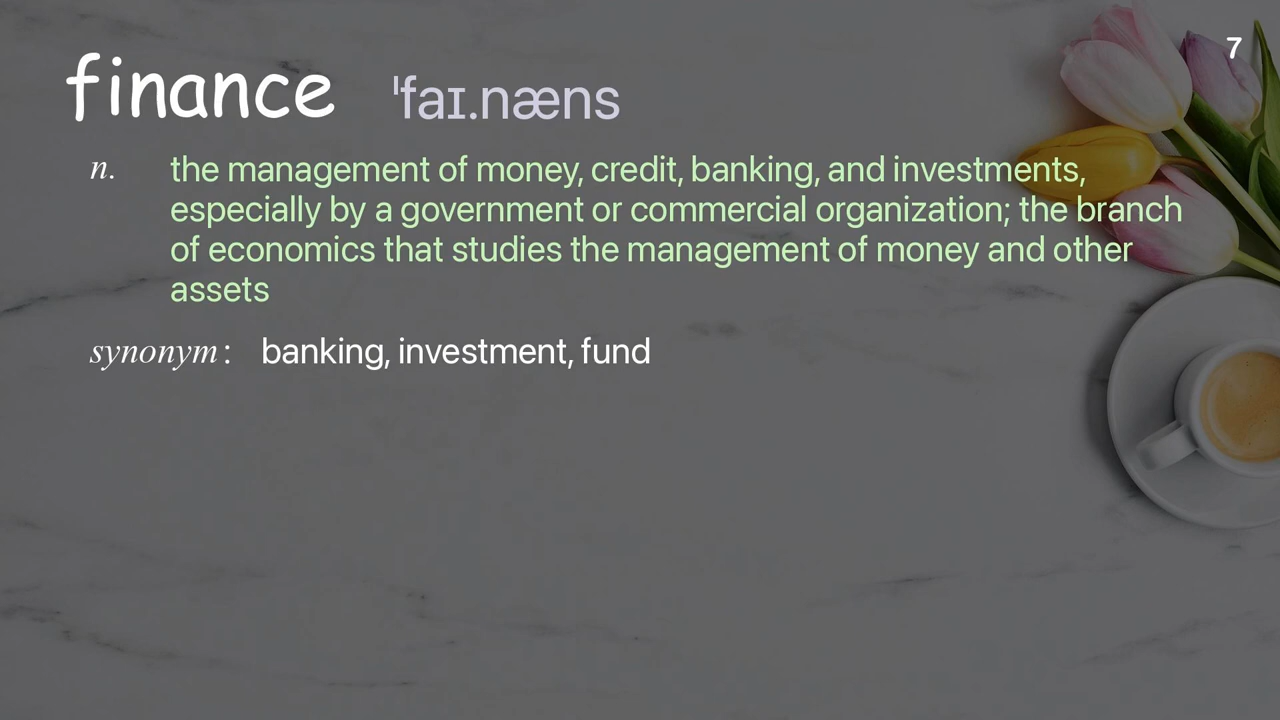 7
finance ˈfaɪ.næns
n. the management of money, credit, banking, and investments,
especially by a government or commercial organization; the branch
of economics that studies the management of money and other
assets
synonym: banking, investment, fund